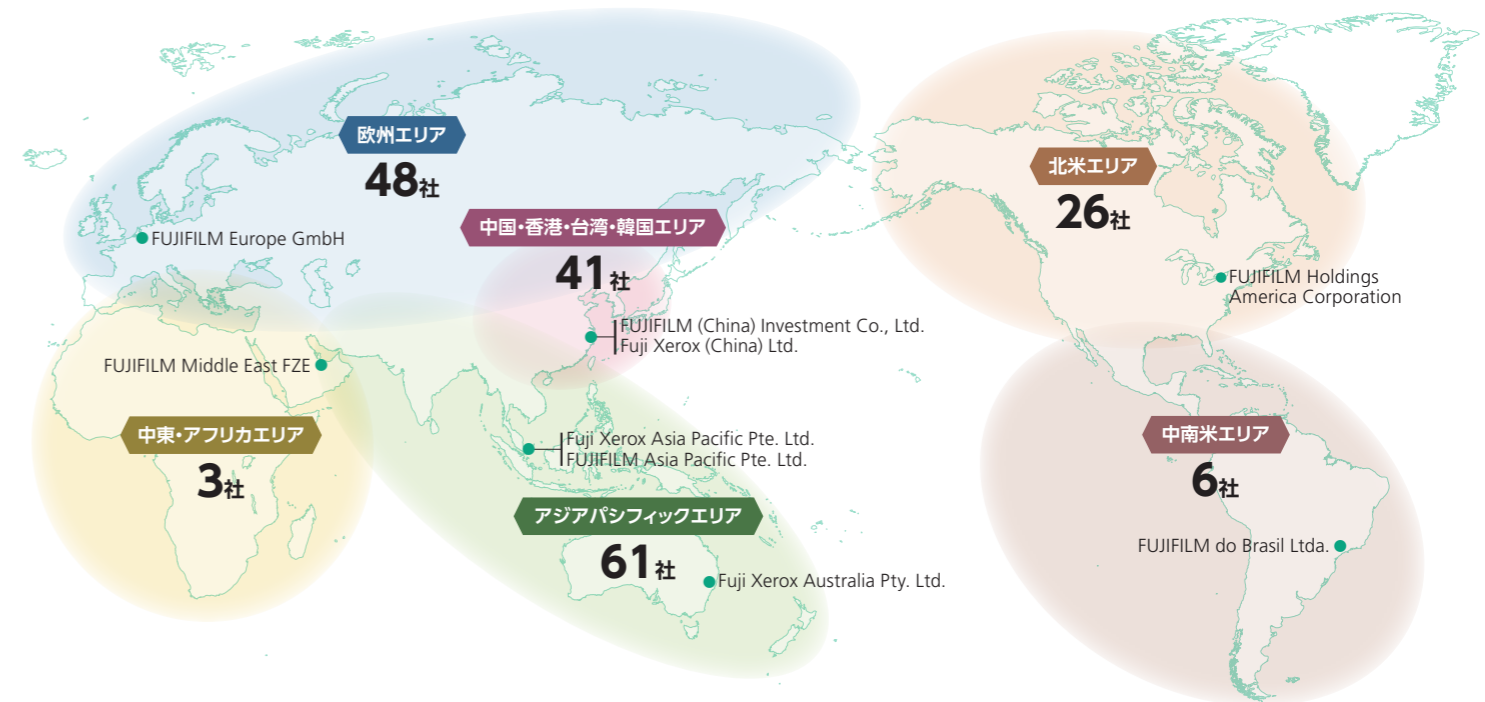 欧州エリア
48社
FUJIFILM Europe GmbH
中国・香港・台湾・韓国エリア
41社
FUJIFILM (China) Investment Co., Ltd.
Fuji Xerox (China) Ltd.
北米エリア
26社
FUJIFILM Holdings
America Corporation
FUJIFILM Middle East FZE
中東・アフリカエリア
3社
Fuji Xerox Asia Pacific Pte. Ltd.
FUJIFILM Asia Pacific Pte. Ltd.
アジアパシフィックエリア
61社
Fuji Xerox Australia Pty. Ltd.
中南米エリア
6社
FUJIFILM do Brasil Ltda.